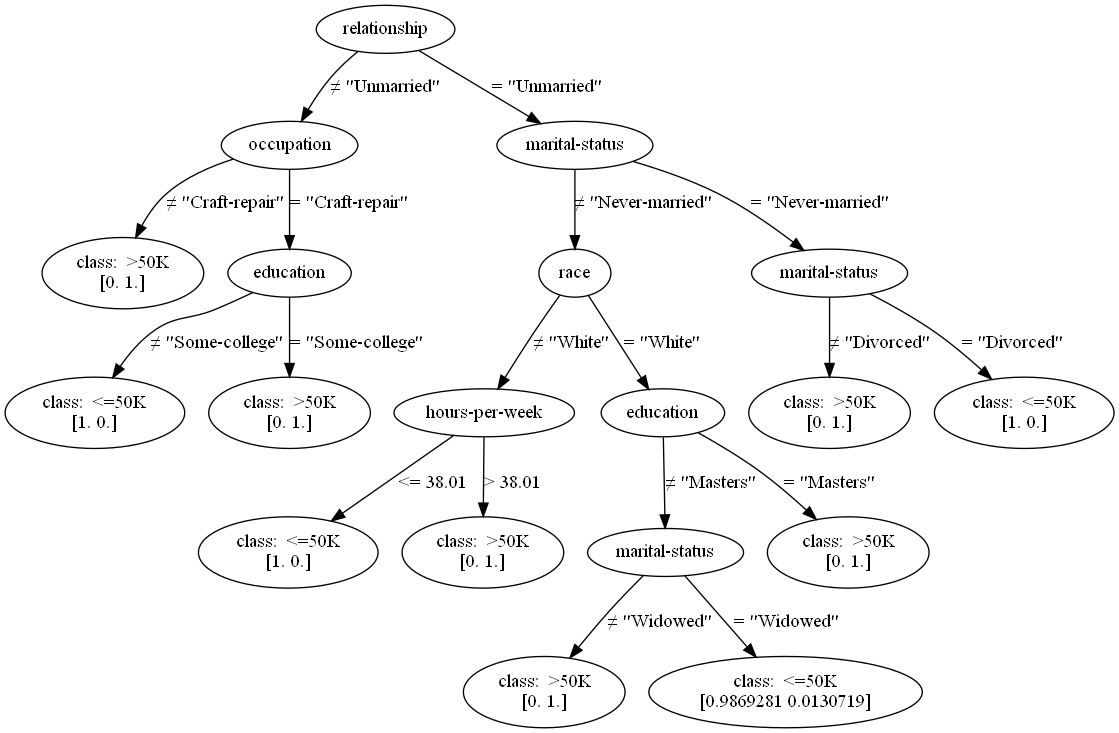 relationship
≠ "Unmarried"
= "Unmarried"
occupation
marital-status
≠ "Craft-repair"
= "Craft-repair"
≠ "Never-married"
= "Never-married"
class:  >50K
[0. 1.]
education
race
marital-status
≠ "Some-college"
= "Some-college"
≠ "White"
= "White"
≠ "Divorced"
= "Divorced"
class:  <=50K
[1. 0.]
class:  >50K
[0. 1.]
hours-per-week
education
class:  >50K
[0. 1.]
class:  <=50K
[1. 0.]
<= 38.01
> 38.01
≠ "Masters"
= "Masters"
class:  <=50K
[1. 0.]
class:  >50K
[0. 1.]
marital-status
class:  >50K
[0. 1.]
≠ "Widowed"
= "Widowed"
class:  >50K
[0. 1.]
class:  <=50K
[0.9869281 0.0130719]